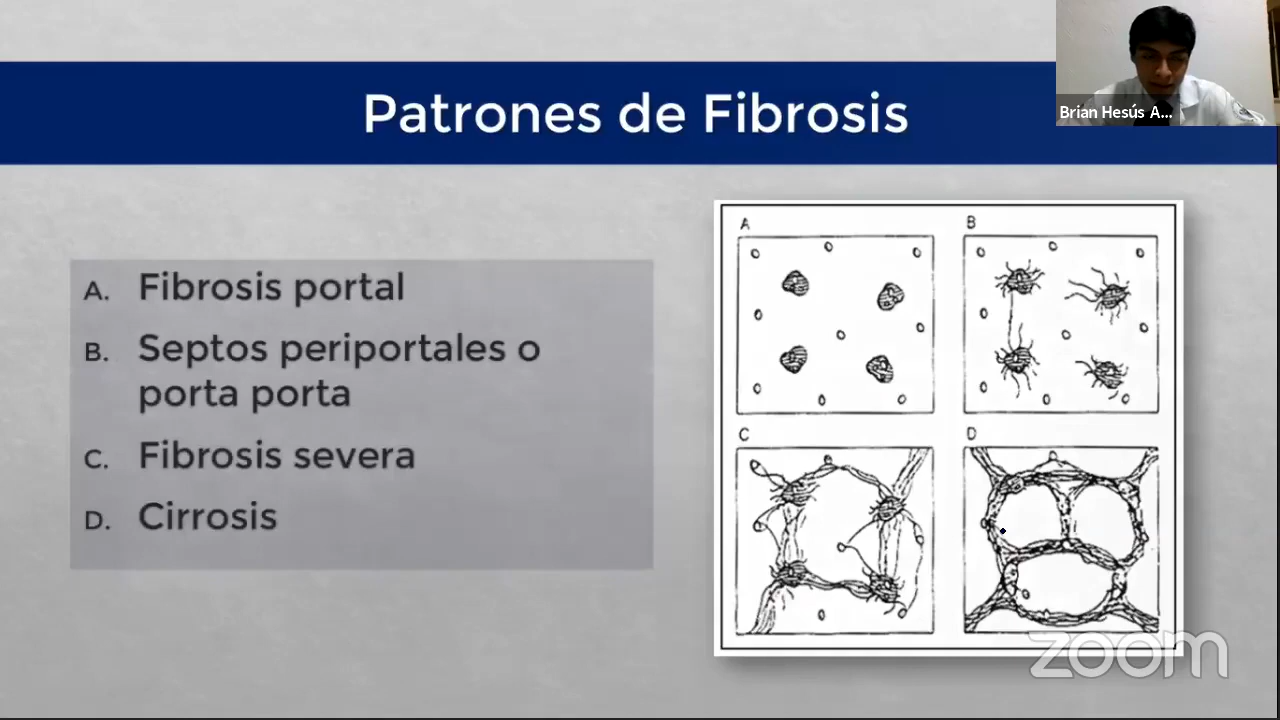 Patrones de Fibrosis
Brian Hesús A...
A. Fibrosis portal
B. Septos periportales o
porta porta
C. Fibrosis severa
D. Cirrosis
A
B
C
D
zoom